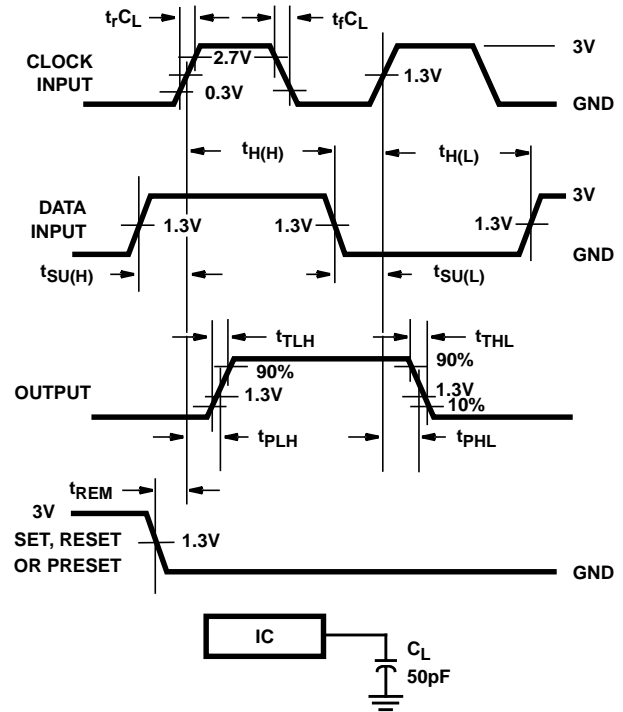 trCL
tfCL
CLOCK
INPUT
2.7V
0.3V
1.3V
3V
GND
tH(H)
tH(L)
DATA
INPUT
1.3V
1.3V
1.3V
3V
GND
tSU(H)
tSU(L)
tTLH
tTHL
OUTPUT
90%
1.3V
90%
1.3V
10%
tPLH
tPHL
tREM
3V
SET, RESET
OR PRESET
1.3V
GND
IC
CL
50pF